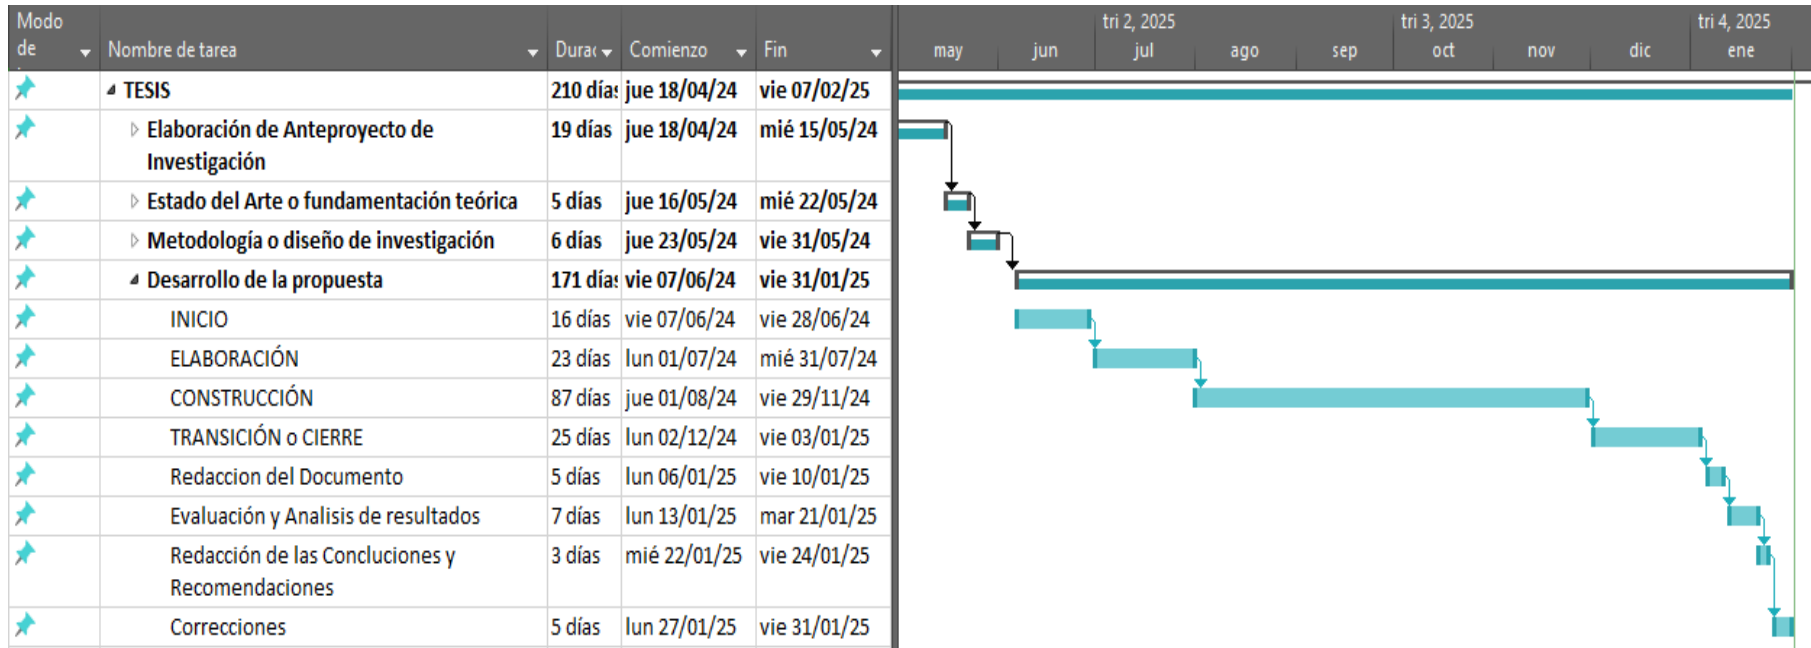 Modo
de
Nombre de tarea
Durac
Comienzo
Fin
tri 2, 2025
tri 3, 2025
tri 4, 2025
may
jun
jul
ago
sep
oct
nov
dic
ene
TESIS 210 días jue 18/04/24 vie 07/02/25
Elaboración de Anteproyecto de 19 días jue 18/04/24 mié 15/05/24
Investigación
Estado del Arte o fundamentación teórica 5 días jue 16/05/24 mié 22/05/24
Metodología o diseño de investigación 6 días jue 23/05/24 vie 31/05/24
Desarrollo de la propuesta 171 días vie 07/06/24 vie 31/01/25
INICIO 16 días vie 07/06/24 vie 28/06/24
ELABORACIÓN 23 días lun 01/07/24 mié 31/07/24
CONSTRUCCIÓN 87 días jue 01/08/24 vie 29/11/24
TRANSICIÓN o CIERRE 25 días lun 02/12/24 vie 03/01/25
Redaccion del Documento 5 días lun 06/01/25 vie 10/01/25
Evaluación y Analisis de resultados 7 días lun 13/01/25 mar 21/01/25
Redacción de las Concluciones y 3 días mié 22/01/25 vie 24/01/25
Recomendaciones
Correcciones 5 días lun 27/01/25 vie 31/01/25